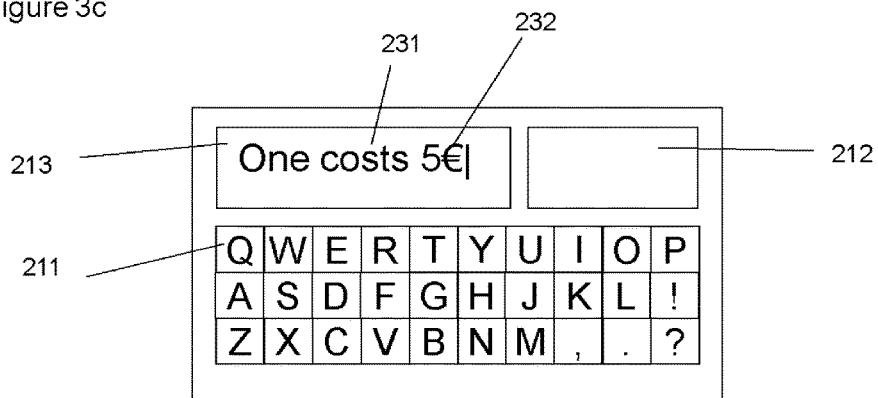 igure 3c
232
231
213
One costs 5€|
212
211
Q W E R T Y U I O P
A S D F G H J K L !
Z X C V B N M , . ?